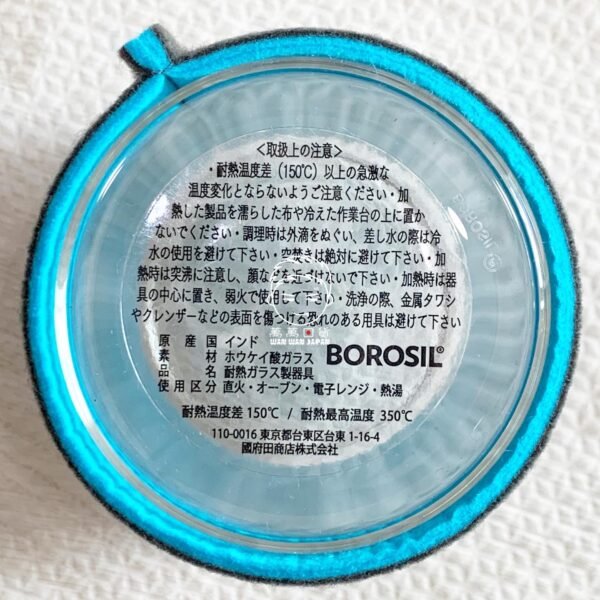 ＜取扱上の注意＞
・耐熱温度差（150℃）以上の急激な
温度変化とならないようご注意ください・加
熱した製品を濡らした布や冷えた作業台の上に置か
ないでください・調理時は外滴をぬぐい、差し水の際は冷
水の使用を避けて下さい・空焚きは絶対に避けて下さい・加
熱時は突沸に注意し、顔などを近づけないで下さい・加熱時は器
具の中心に置き、弱火で使用して下さい・洗浄の際、金属タワシ
やクレンザーなどの表面を傷つける恐れのある用具は避けて下さい
萬萬日和
WAN WAN JAPAN
原産国 インド
素材 ホウケイ酸ガラス
品名 耐熱ガラス製器具
BOROSIL®
使用区分 直火・オーブン・電子レンジ・熱湯
耐熱温度差 150℃ / 耐熱最高温度 350℃
110-0016 東京都台東区台東 1-16-4
國府田商店株式会社